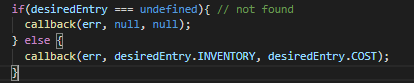 if(desiredEntry === undefined){ // not found
    callback(err, null, null);
} else {
    callback(err, desiredEntry.INVENTORY, desiredEntry.COST);
}